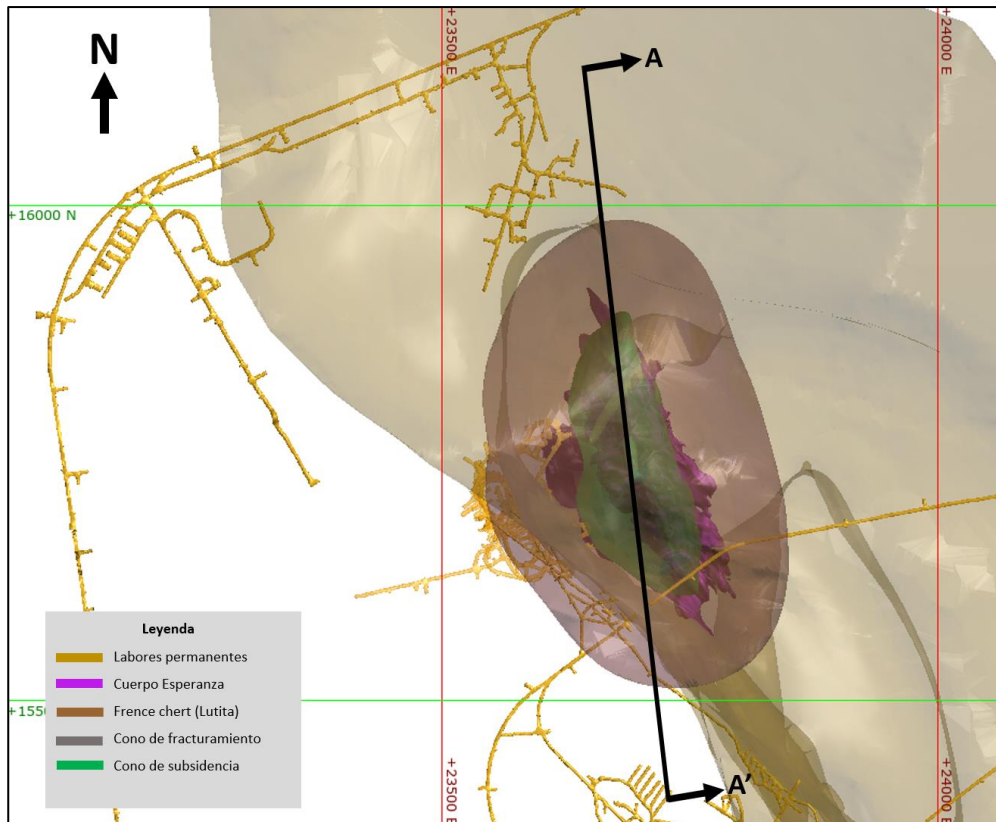 N
+23500 E
+24000 E
A
+16000 N
Leyenda
Labores permanentes
Cuerpo Esperanza
Frence chert (Lutita)
Cono de fracturamiento
Cono de subsidencia
+155
+23500 E
+24000 E
A’